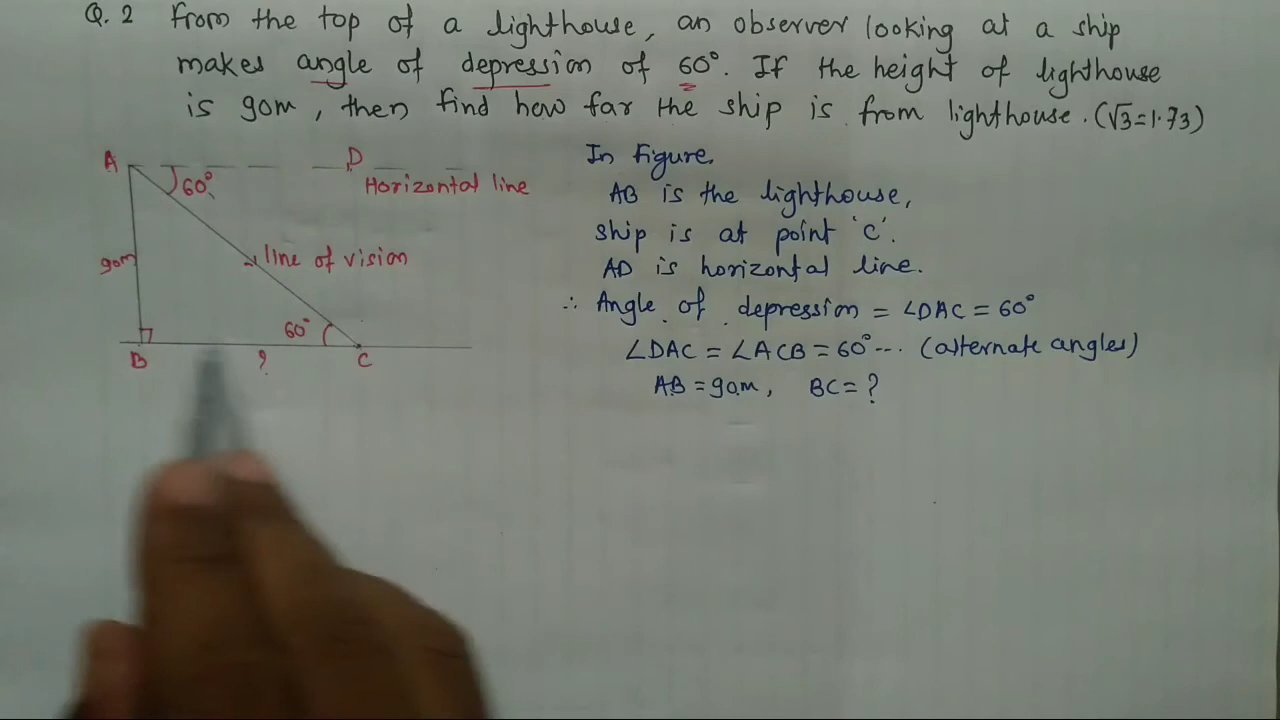 Q. 2 From the top of a lighthouse, an observer looking at a ship
makes angle of depression of 60°. If the height of lighthouse
is 90m, then find how far the ship is from lighthouse. (√3=1.73)
A
D
60°
Horizontal line
90m
line of vision
60°
B
?
C
In Figure.
AB is the lighthouse,
ship is at point 'C'.
AD is horizontal line.
∴ Angle of depression = ∠DAC = 60°
∠DAC = ∠ACB = 60° ... (alternate angles)
AB = 90m, BC = ?